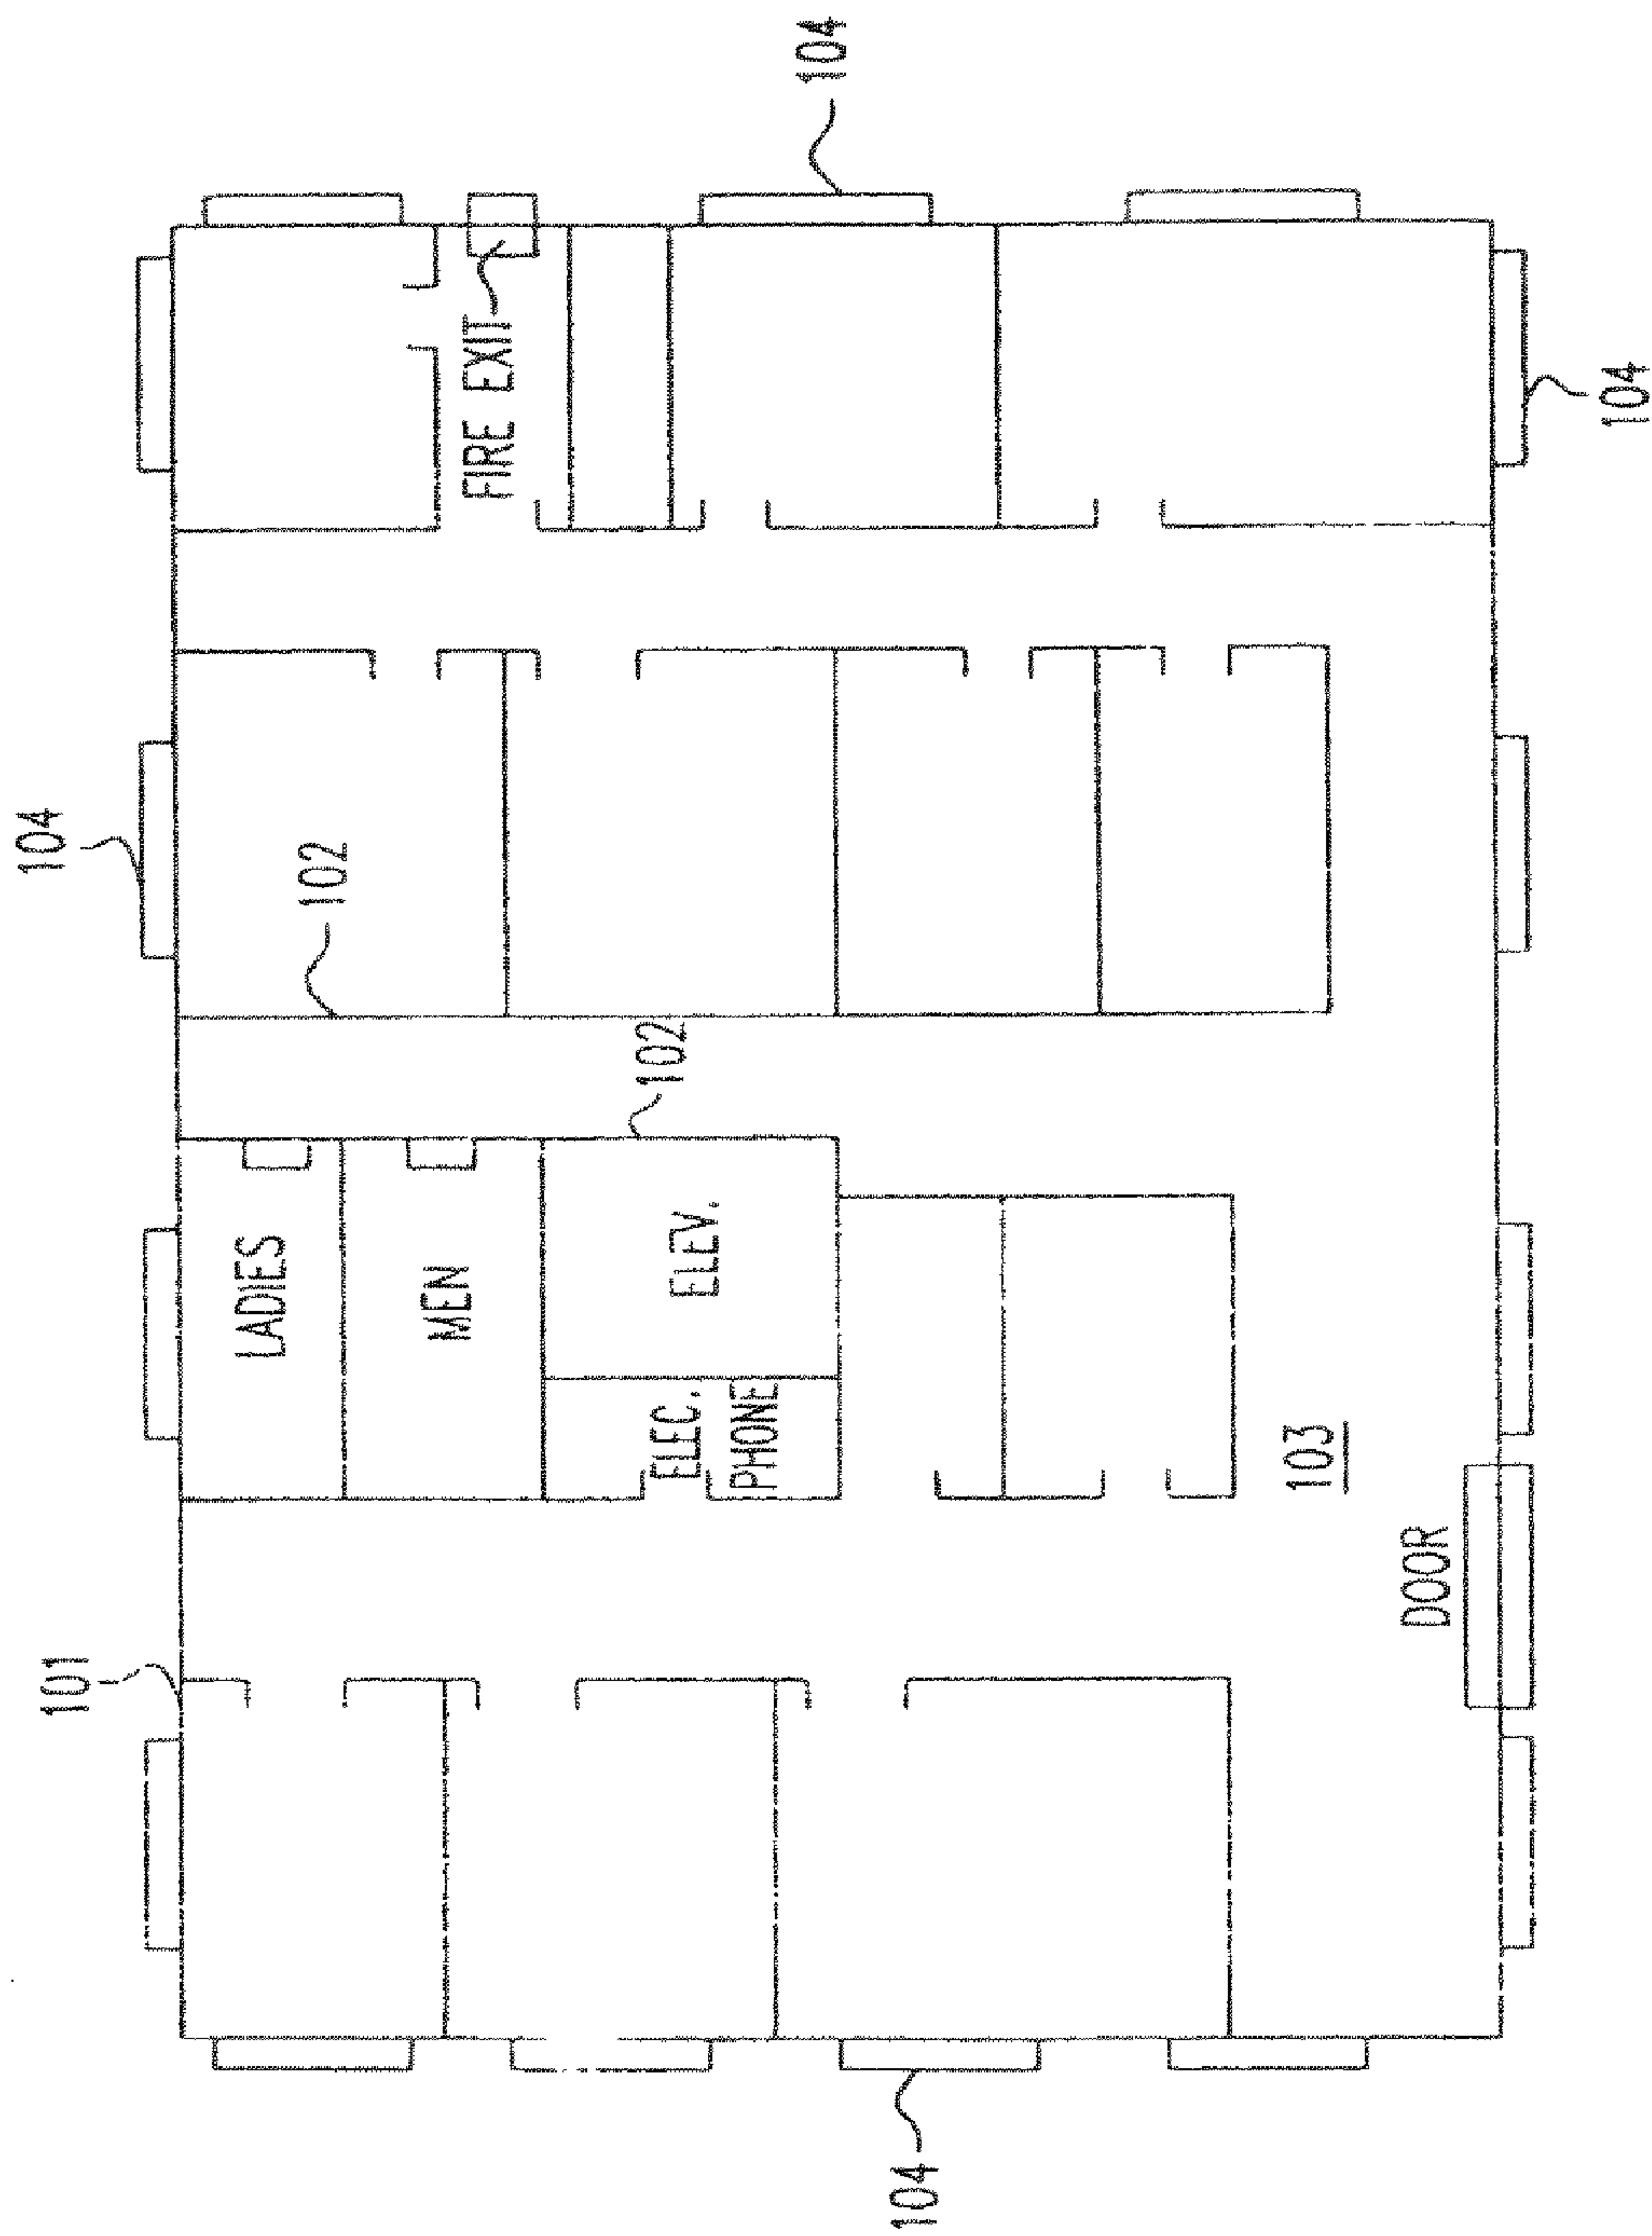 101
104
LADIES
102
MEN
FIRE EXIT
ELEC.
PHONE
ELEV.
102
104
104
103
DOOR
104